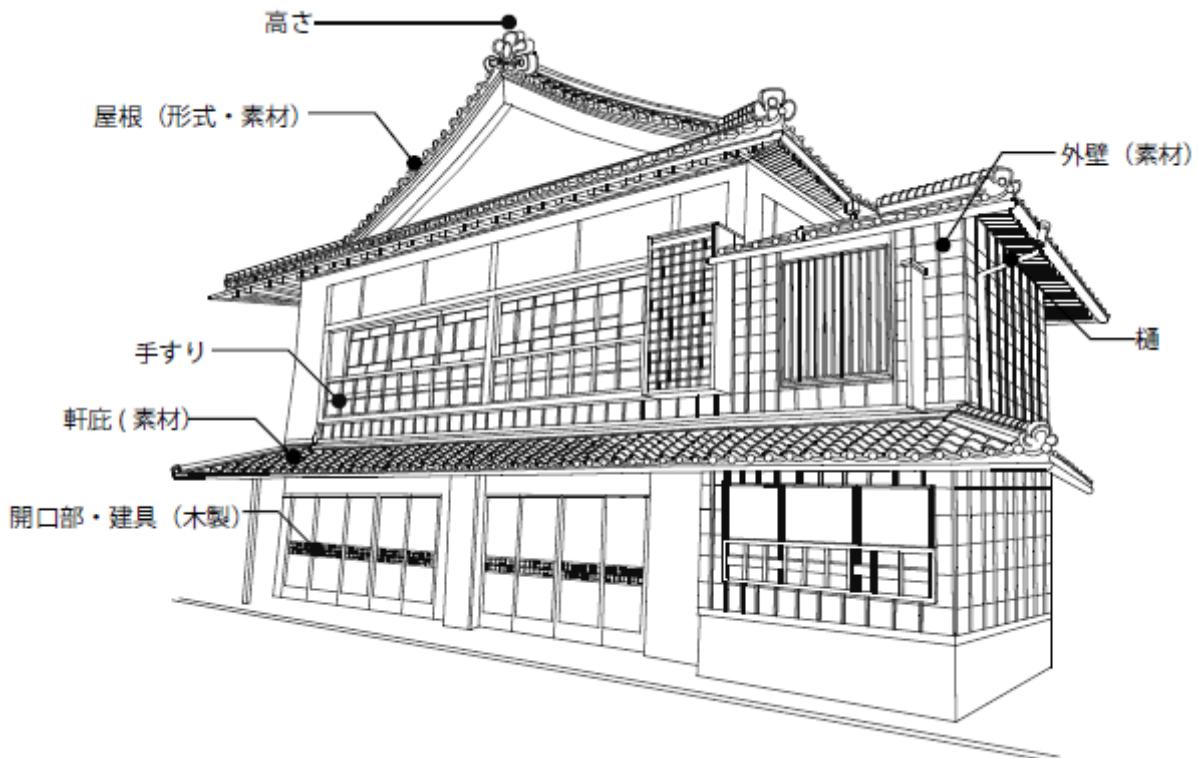 高さ
屋根（形式・素材）
外壁（素材）
樋
手すり
軒庇 ( 素材）
開口部・建具（木製）